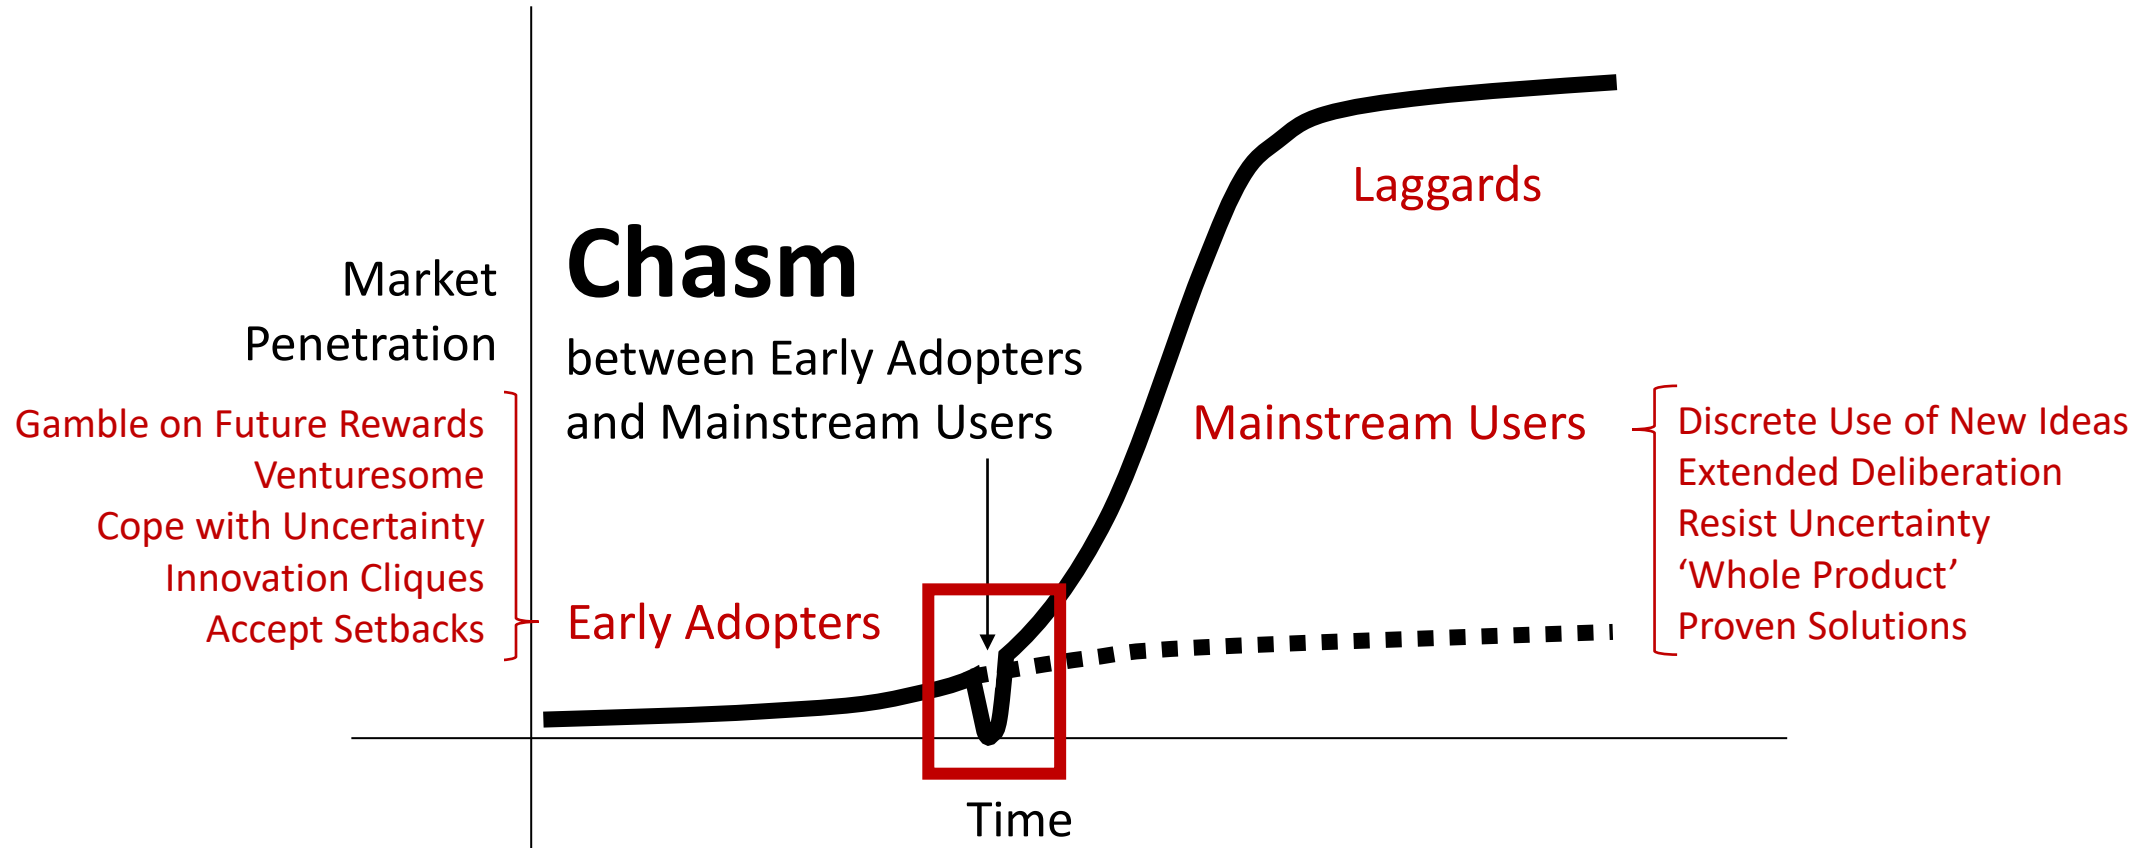 Market
Penetration
Gamble on Future Rewards
Venturesome
Cope with Uncertainty
Innovation Cliques
Accept Setbacks
Chasm
between Early Adopters
and Mainstream Users
Early Adopters
Laggards
Mainstream Users
Discrete Use of New Ideas
Extended Deliberation
Resist Uncertainty
‘Whole Product’
Proven Solutions
Time